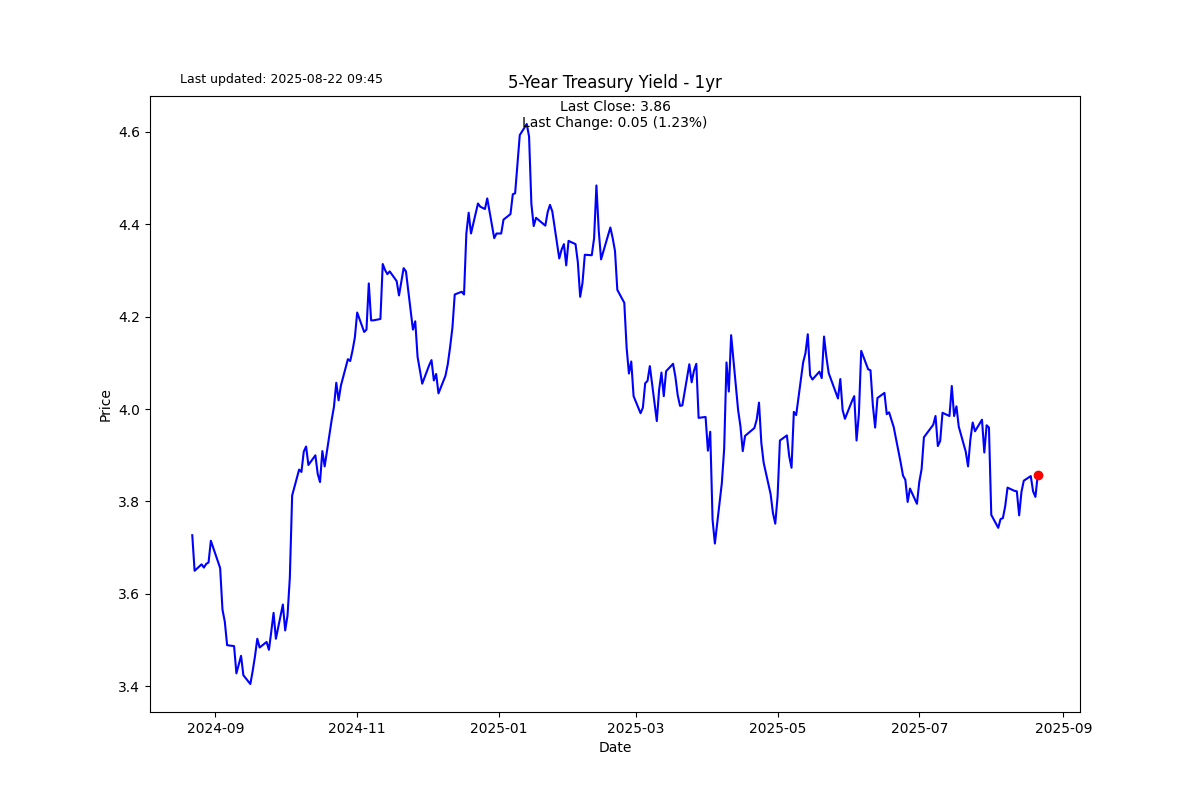 Last updated: 2025-08-22 09:45
5-Year Treasury Yield - 1yr
Last Close: 3.86
Last Change: 0.05 (1.23%)
Price
4.6
4.4
4.2
4.0
3.8
3.6
3.4
2024-09
2024-11
2025-01
2025-03
2025-05
2025-07
2025-09
Date